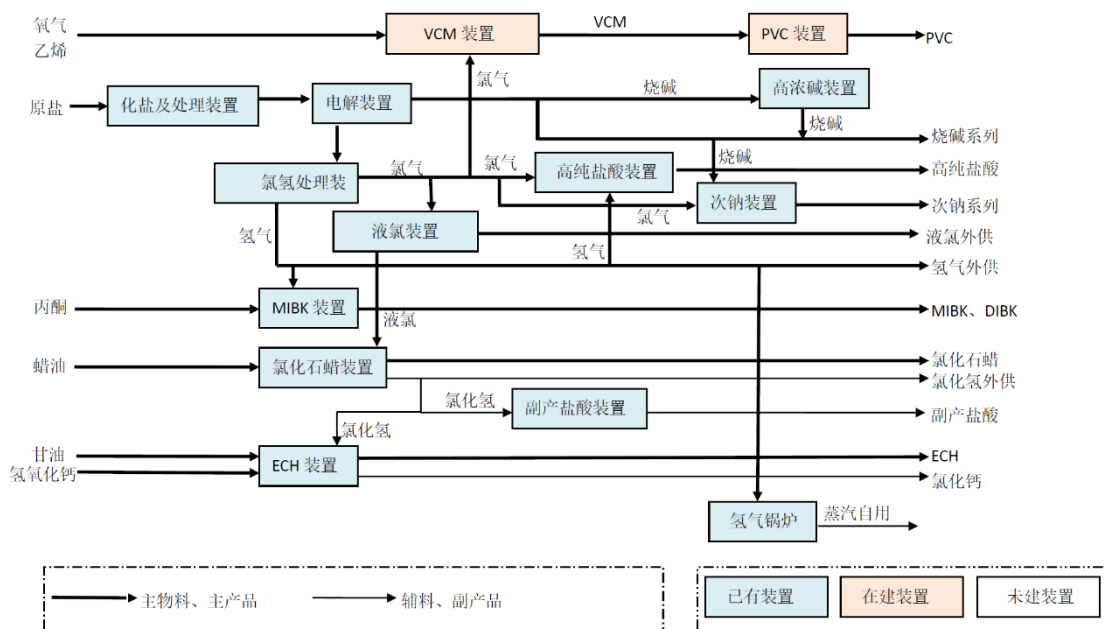 氧气
乙烯
VCM 装置
VCM
PVC 装置
PVC
氯气
原盐
化盐及处理装置
电解装置
烧碱
高浓碱装置
烧碱
烧碱系列
烧碱
氯氢处理装
氯气
氯气
高纯盐酸装置
高纯盐酸
氯气
次钠装置
次钠系列
氢气
液氯装置
液氯外供
氢气
氢气外供
丙酮
MIBK 装置
MIBK、DIBK
液氯
蜡油
氯化石蜡装置
氯化石蜡
氯化氢外供
氯化氢
副产盐酸装置
副产盐酸
氯化氢
甘油
氢氧化钙
ECH 装置
ECH
氯化钙
氢气锅炉
蒸汽自用
主物料、主产品
辅料、副产品
已有装置
在建装置
未建装置